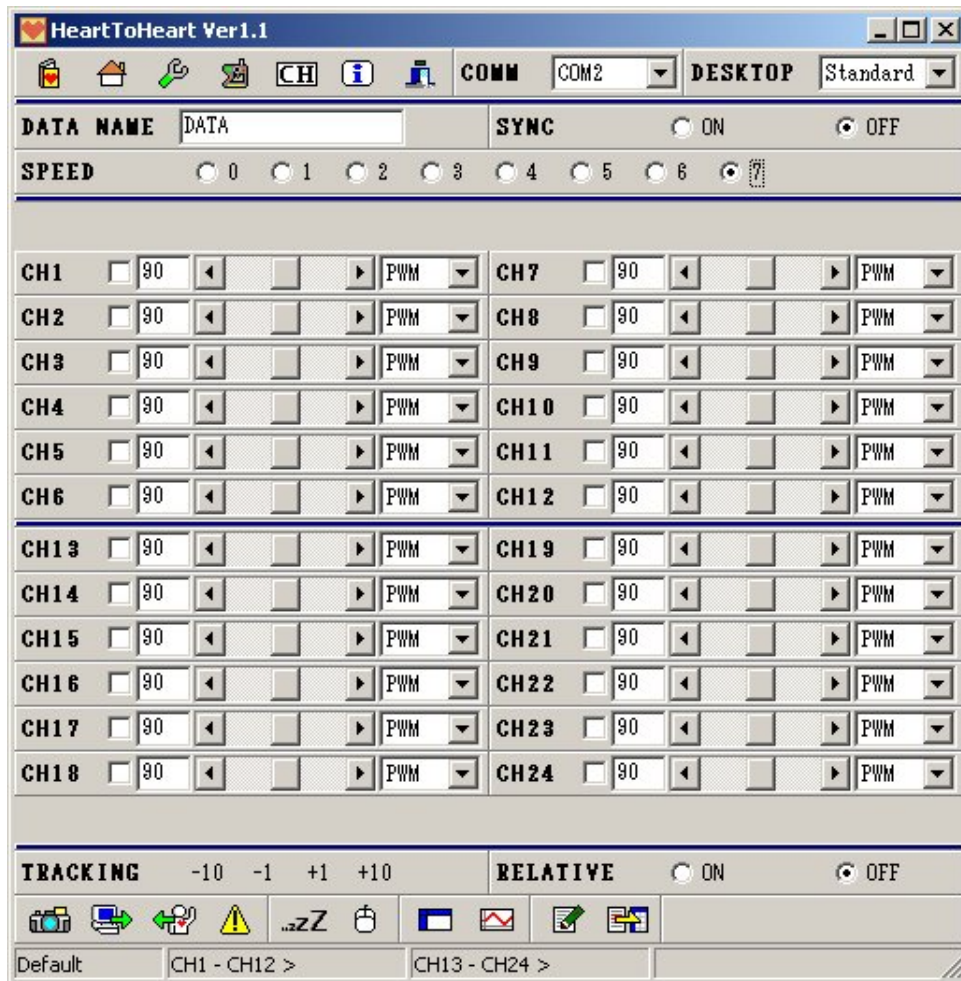 HeartToHeart Ver1.1
CH i COMM COM2 DESKTOP Standard
DATA NAME DATA SYNC ON OFF
SPEED 0 1 2 3 4 5 6 7
CH1 90 PWM CH7 90 PWM
CH2 90 PWM CH8 90 PWM
CH3 90 PWM CH9 90 PWM
CH4 90 PWM CH10 90 PWM
CH5 90 PWM CH11 90 PWM
CH6 90 PWM CH12 90 PWM
CH13 90 PWM CH19 90 PWM
CH14 90 PWM CH20 90 PWM
CH15 90 PWM CH21 90 PWM
CH16 90 PWM CH22 90 PWM
CH17 90 PWM CH23 90 PWM
CH18 90 PWM CH24 90 PWM
TRACKING -10 -1 +1 +10 RELATIVE ON OFF
..zZZ
Default CH1 - CH12 > CH13 - CH24 >